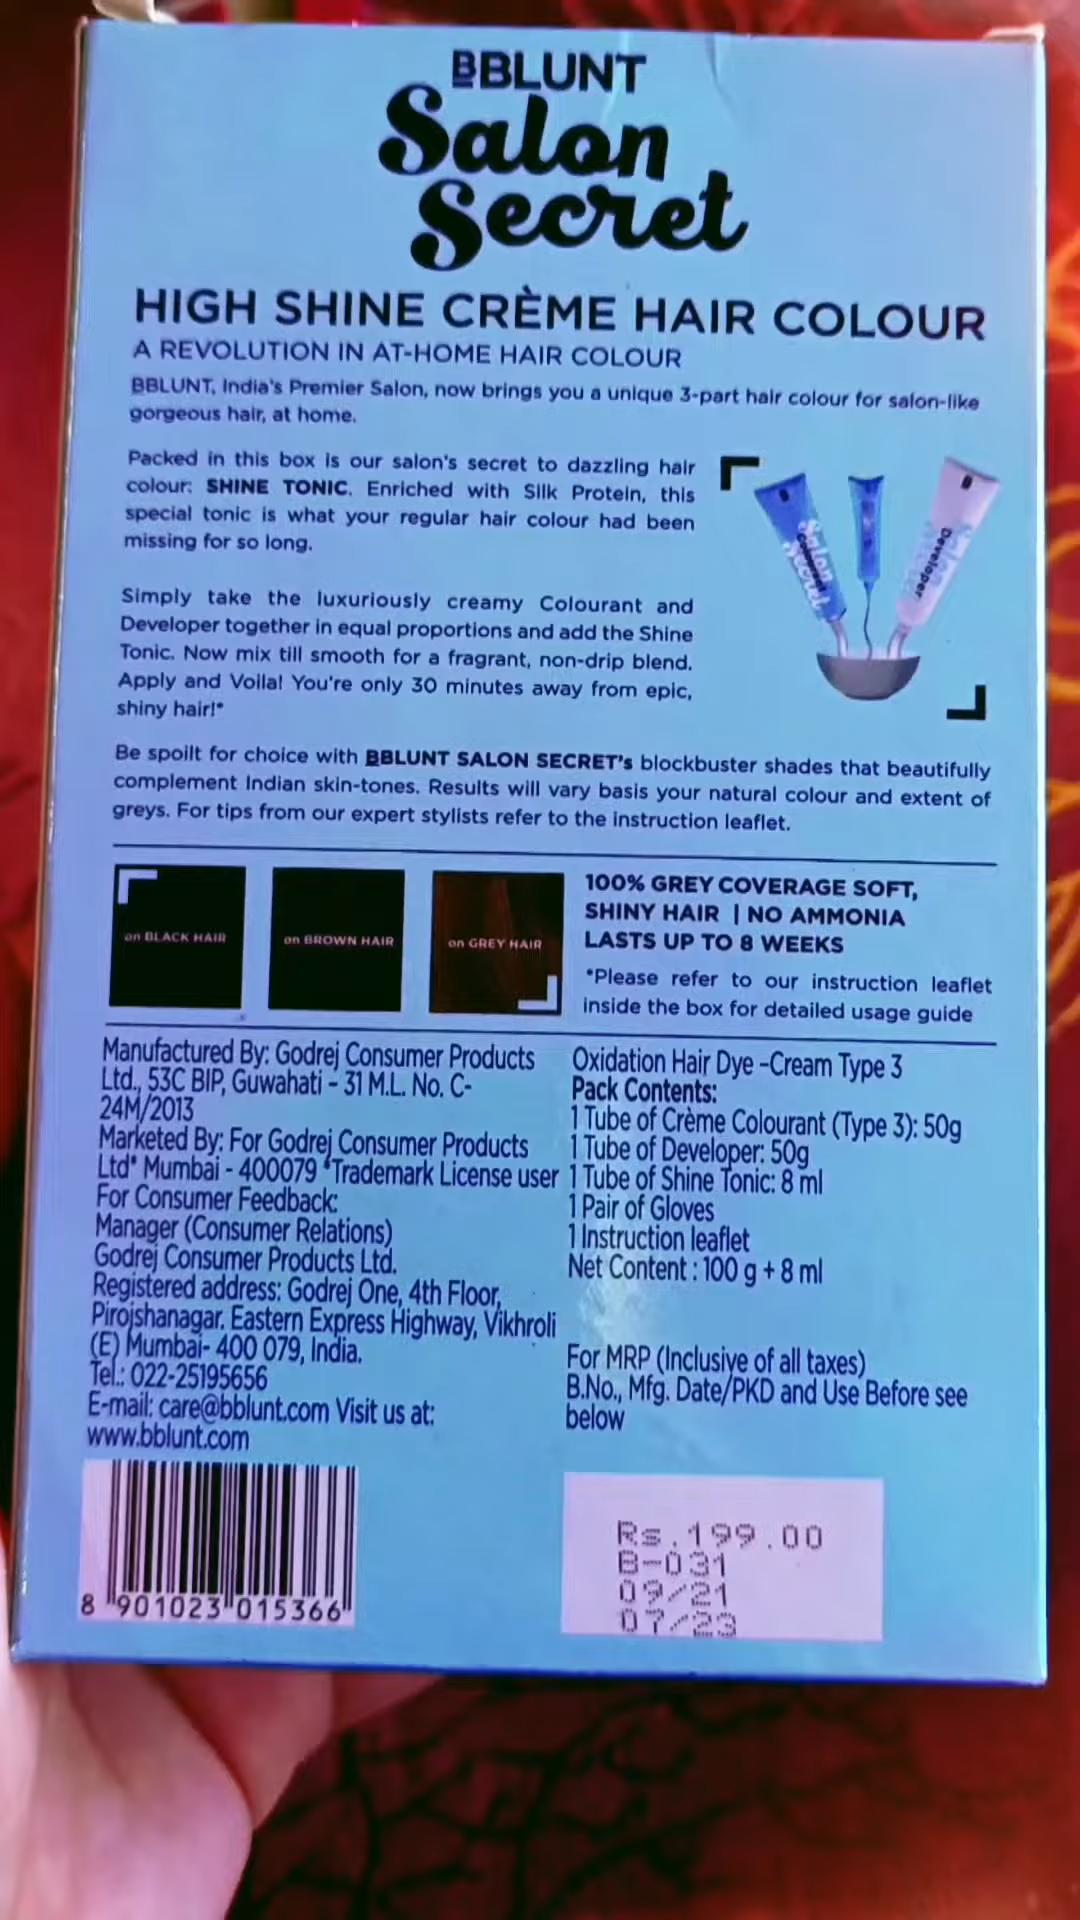 BBLUNT
Salon
Secret
HIGH SHINE CRÈME HAIR COLOUR
A REVOLUTION IN AT-HOME HAIR COLOUR
BBLUNT, India's Premier Salon, now brings you a unique 3-part hair colour for salon-like
gorgeous hair, at home.
Packed in this box is our salon's secret to dazzling hair
colour: SHINE TONIC. Enriched with Silk Protein, this
special tonic is what your regular hair colour had been
missing for so long.
Simply take the luxuriously creamy Colourant and
Developer together in equal proportions and add the Shine
Tonic. Now mix till smooth for a fragrant, non-drip blend.
Apply and Voila! You're only 30 minutes away from epic,
shiny hair!*
Salon
Secret
Colourant
Developer
Be spoilt for choice with BBLUNT SALON SECRET's blockbuster shades that beautifully
complement Indian skin-tones. Results will vary basis your natural colour and extent of
greys. For tips from our expert stylists refer to the instruction leaflet.
on BLACK HAIR
on BROWN HAIR
on GREY HAIR
100% GREY COVERAGE SOFT,
SHINY HAIR | NO AMMONIA
LASTS UP TO 8 WEEKS
*Please refer to our instruction leaflet
inside the box for detailed usage guide
Manufactured By: Godrej Consumer Products
Ltd., 53C BIP, Guwahati - 31 M.L. No. C-
24M/2013
Marketed By: For Godrej Consumer Products
Ltd* Mumbai - 400079 *Trademark License user
For Consumer Feedback:
Manager (Consumer Relations)
Godrej Consumer Products Ltd.
Registered address: Godrej One, 4th Floor,
Pirojshanagar. Eastern Express Highway, Vikhroli
(E) Mumbai- 400 079, India.
Tel.: 022-25195656
E-mail: care@bblunt.com Visit us at:
www.bblunt.com
Oxidation Hair Dye -Cream Type 3
Pack Contents:
1 Tube of Crème Colourant (Type 3): 50g
1 Tube of Developer: 50g
1 Tube of Shine Tonic: 8 ml
1 Pair of Gloves
1 Instruction leaflet
Net Content : 100 g + 8 ml
For MRP (Inclusive of all taxes)
B.No., Mfg. Date/PKD and Use Before see
below
8 901023 015366
Rs.199.00
B-031
09/21
07/23